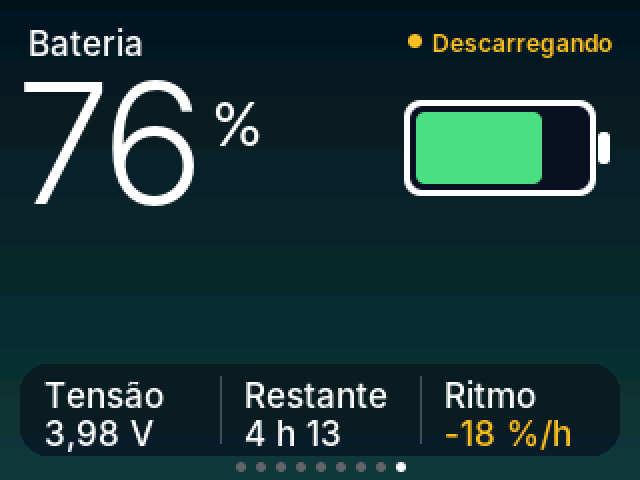 Bateria
Descarregando
76 %
Tensão
3,98 V
Restante
4 h 13
Ritmo
-18 %/h